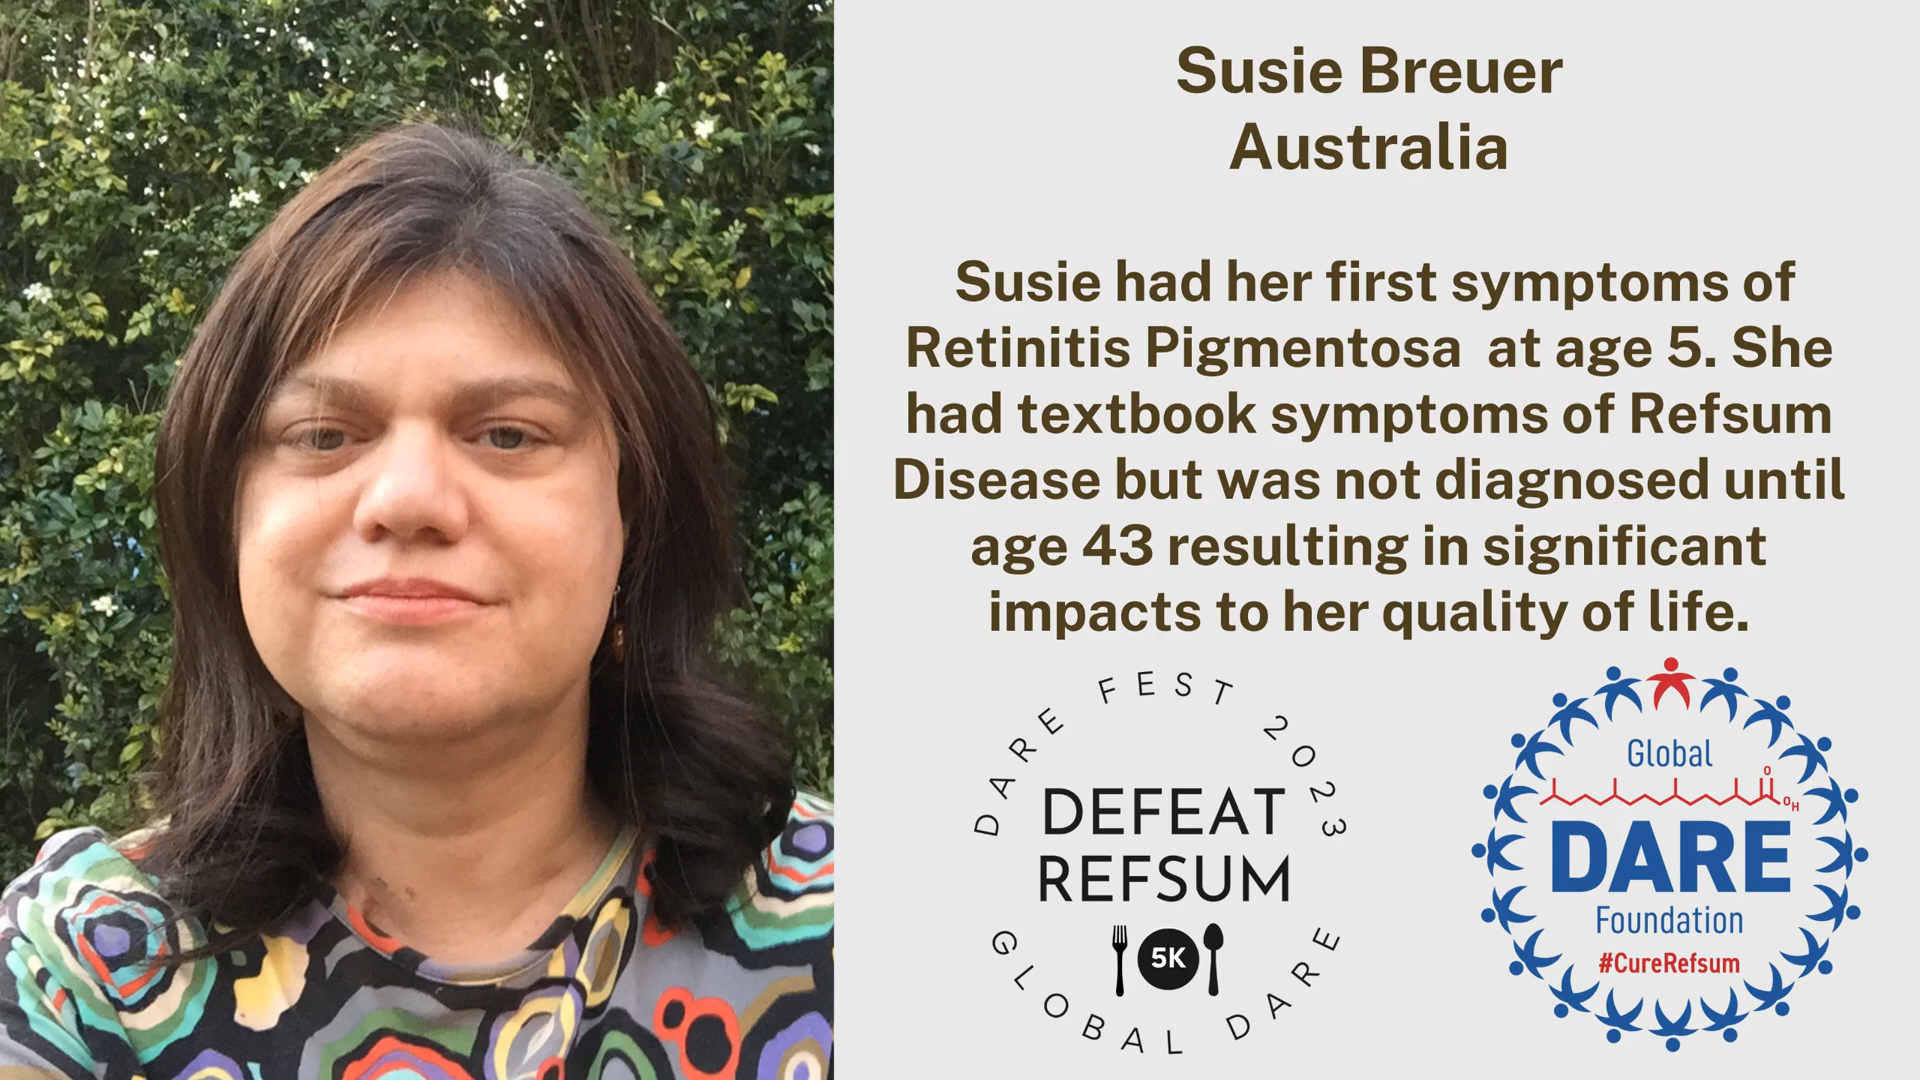 Susie Breuer
Australia
Susie had her first symptoms of
Retinitis Pigmentosa at age 5. She
had textbook symptoms of Refsum
Disease but was not diagnosed until
age 43 resulting in significant
impacts to her quality of life.
DARE FEST 2023
DEFEAT
REFSUM
5K
GLOBAL DARE
Global
O
OH
DARE
Foundation
#CureRefsum